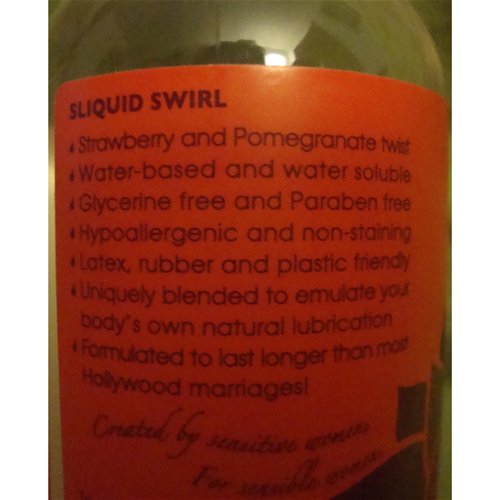 SLIQUID SWIRL
Strawberry and Pomegranate twist
Water-based and water soluble
Glycerine free and Paraben free
Hypoallergenic and non-staining
Latex, rubber and plastic friendly
Uniquely blended to emulate your
body's own natural lubrication
Formulated to last longer than most
Hollywood marriages!
Created by sensitive women,
For sensible women.